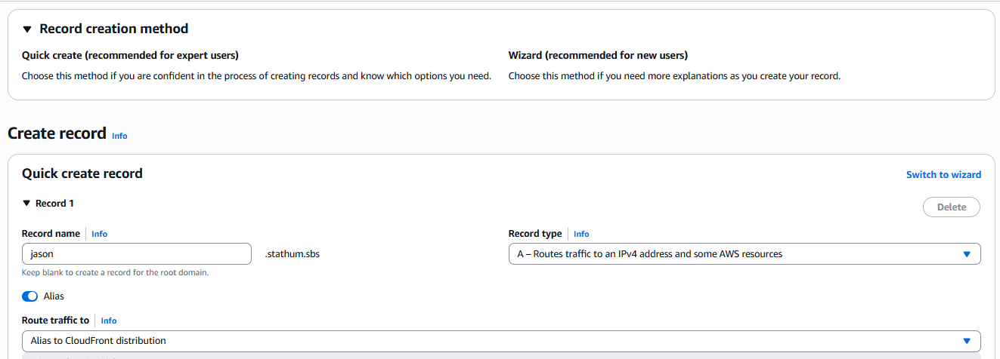 Record creation method
Quick create (recommended for expert users)
Choose this method if you are confident in the process of creating records and know which options you need.
Wizard (recommended for new users)
Choose this method if you need more explanations as you create your record.
Create record Info
Quick create record
Switch to wizard
Record 1
Delete
Record name Info
jason .stathum.sbs
Keep blank to create a record for the root domain.
Record type Info
A – Routes traffic to an IPv4 address and some AWS resources
Alias
Route traffic to Info
Alias to CloudFront distribution